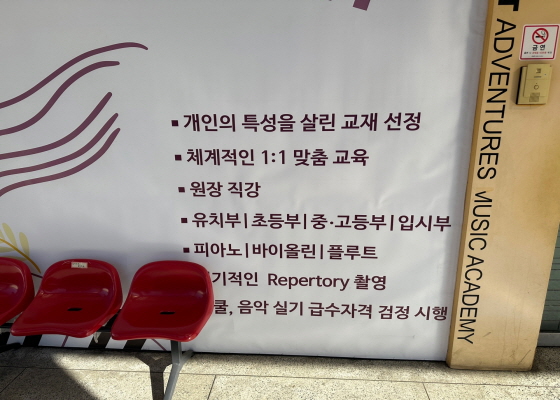 ■ 개인의 특성을 살린 교재 선정
■ 체계적인 1:1 맞춤 교육
■ 원장 직강
■ 유치부|초등부|중·고등부|입시부
■ 피아노|바이올린|플루트
기적인 Repertory 촬영
쿨, 음악 실기 급수자격 검정 시행
ADVENTURES MUSIC ACADEMY
금연